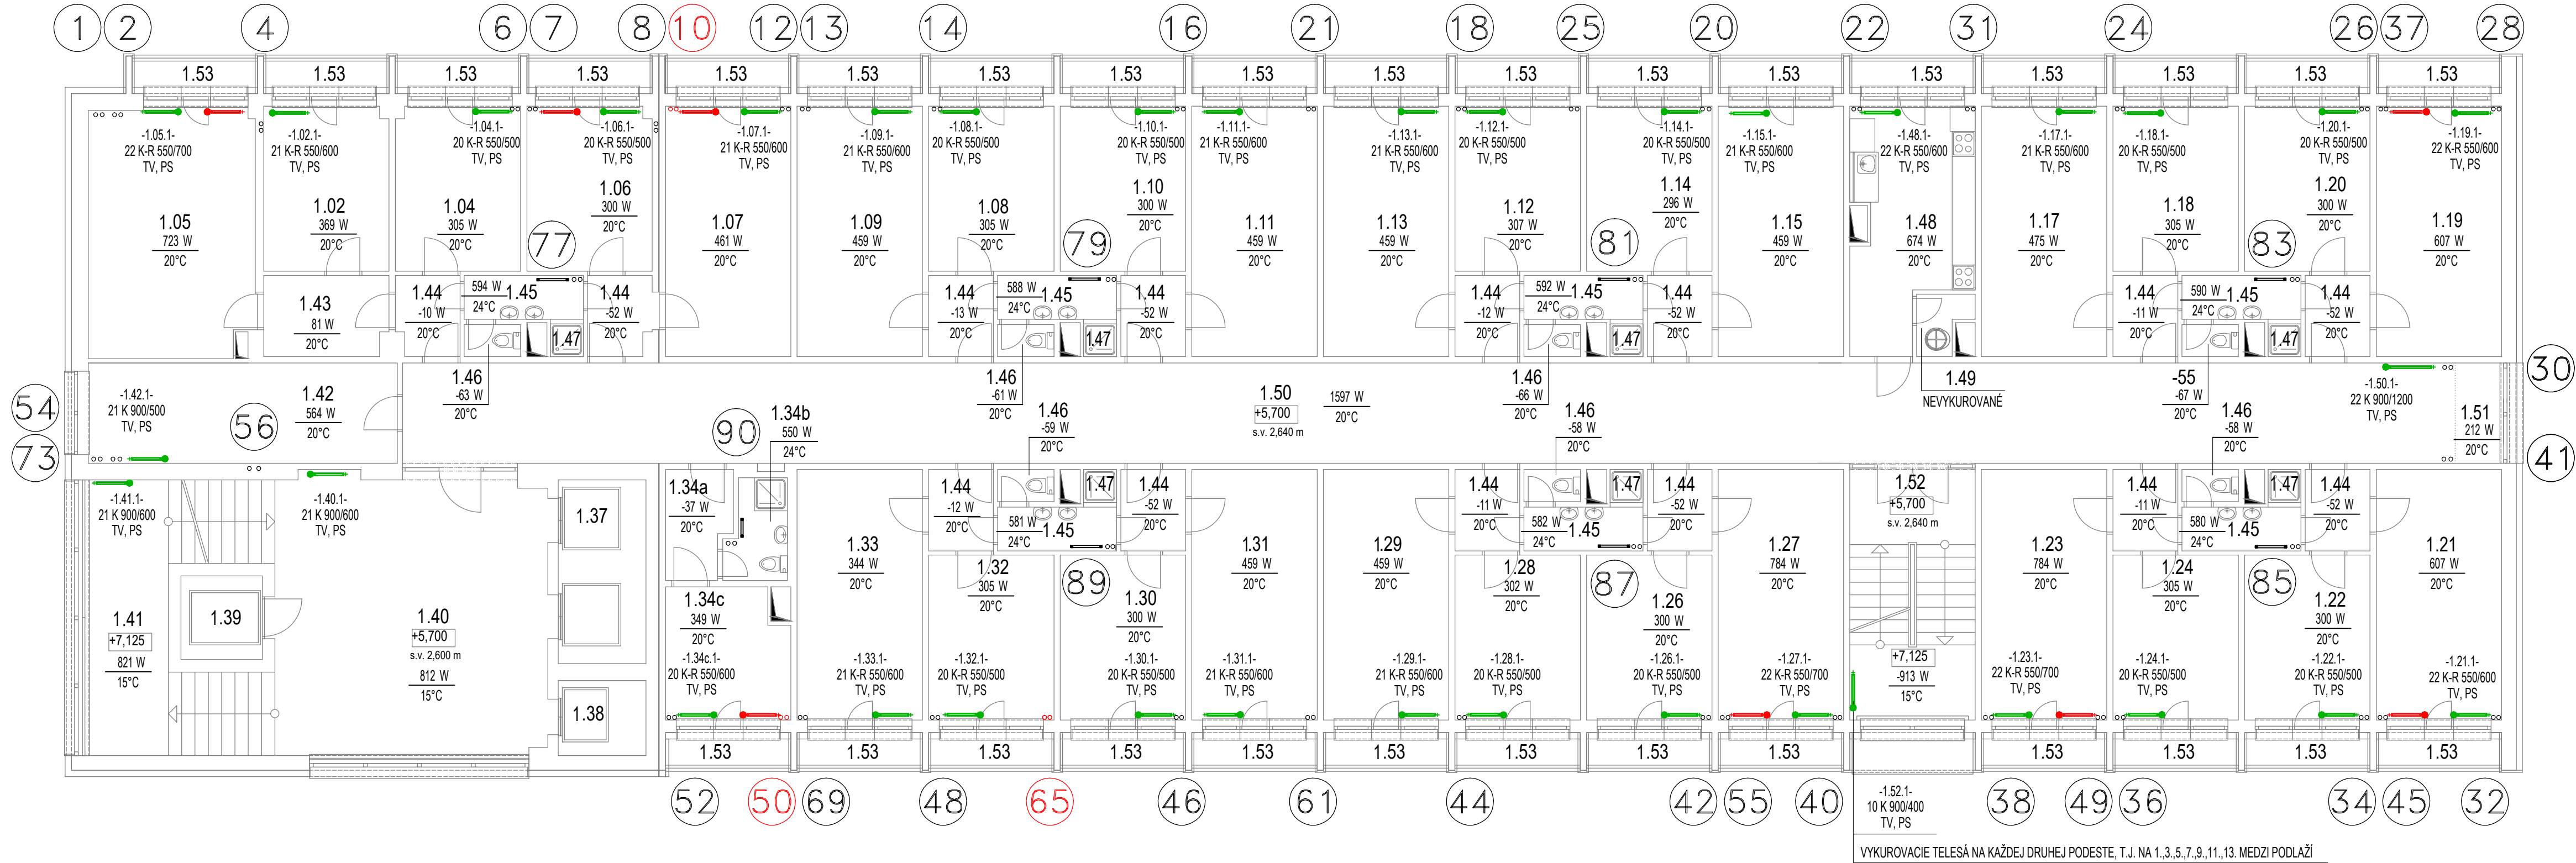 1 2 4 6 7 8 10 12 13 14 16 21 18 25 20 22 31 24 26 37 28
1.53 1.53 1.53 1.53 1.53 1.53 1.53 1.53 1.53 1.53 1.53 1.53 1.53 1.53 1.53 1.53 1.53 1.53
-1.05.1-
22 K-R 550/700
TV, PS
1.05
723 W
20°C
-1.02.1-
21 K-R 550/600
TV, PS
1.02
369 W
20°C
-1.04.1-
20 K-R 550/500
TV, PS
1.04
305 W
20°C
-1.06.1-
20 K-R 550/500
TV, PS
1.06
300 W
20°C
77
-1.07.1-
21 K-R 550/600
TV, PS
1.07
461 W
20°C
-1.09.1-
21 K-R 550/600
TV, PS
1.09
459 W
20°C
-1.08.1-
20 K-R 550/500
TV, PS
1.08
305 W
20°C
-1.10.1-
20 K-R 550/500
TV, PS
1.10
300 W
20°C
79
-1.11.1-
21 K-R 550/600
TV, PS
1.11
459 W
20°C
-1.13.1-
21 K-R 550/600
TV, PS
1.13
459 W
20°C
-1.12.1-
20 K-R 550/500
TV, PS
1.12
307 W
20°C
-1.14.1-
20 K-R 550/500
TV, PS
1.14
296 W
20°C
81
-1.15.1-
21 K-R 550/600
TV, PS
1.15
459 W
20°C
-1.48.1-
22 K-R 550/600
TV, PS
1.48
674 W
20°C
-1.17.1-
21 K-R 550/600
TV, PS
1.17
475 W
20°C
-1.18.1-
20 K-R 550/500
TV, PS
1.18
305 W
20°C
-1.20.1-
20 K-R 550/500
TV, PS
1.20
300 W
20°C
83
-1.19.1-
22 K-R 550/600
TV, PS
1.19
607 W
20°C
1.43
81 W
20°C
1.44
-10 W
20°C
594 W
24°C
1.45
1.47
1.44
-52 W
20°C
1.44
-13 W
20°C
588 W
24°C
1.45
1.47
1.44
-52 W
20°C
1.44
-12 W
20°C
592 W
24°C
1.45
1.47
1.44
-52 W
20°C
1.44
-11 W
20°C
590 W
24°C
1.45
1.47
1.44
-52 W
20°C
54
73
-1.42.1-
21 K 900/500
TV, PS
56
1.42
564 W
20°C
1.46
-63 W
20°C
90
1.34b
550 W
24°C
1.46
-61 W
20°C
1.46
-59 W
20°C
1.50
+5,700
s.v. 2,640 m
1597 W
20°C
1.46
-66 W
20°C
1.46
-58 W
20°C
1.49
NEVYKUROVANÉ
-55
-67 W
20°C
1.46
-58 W
20°C
-1.50.1-
22 K 900/1200
TV, PS
1.51
212 W
20°C
30
41
-1.41.1-
21 K 900/600
TV, PS
1.41
+7,125
821 W
15°C
1.39
-1.40.1-
21 K 900/600
TV, PS
1.40
+5,700
s.v. 2,600 m
812 W
15°C
1.37
1.38
1.34a
-37 W
20°C
1.34c
349 W
20°C
-1.34c.1-
20 K-R 550/600
TV, PS
1.33
344 W
20°C
-1.33.1-
21 K-R 550/600
TV, PS
1.44
-12 W
20°C
581 W
24°C
1.45
1.47
1.44
-52 W
20°C
1.32
305 W
20°C
-1.32.1-
20 K-R 550/500
TV, PS
89
1.30
300 W
20°C
-1.30.1-
20 K-R 550/500
TV, PS
1.31
459 W
20°C
-1.31.1-
21 K-R 550/600
TV, PS
1.29
459 W
20°C
-1.29.1-
21 K-R 550/600
TV, PS
1.44
-11 W
20°C
582 W
24°C
1.45
1.47
1.44
-52 W
20°C
1.28
302 W
20°C
-1.28.1-
20 K-R 550/500
TV, PS
87
1.26
300 W
20°C
-1.26.1-
20 K-R 550/500
TV, PS
1.27
784 W
20°C
-1.27.1-
22 K-R 550/700
TV, PS
1.52
+5,700
s.v. 2,640 m
+7,125
-913 W
15°C
1.23
784 W
20°C
-1.23.1-
22 K-R 550/700
TV, PS
1.44
-11 W
20°C
580 W
24°C
1.45
1.47
1.44
-52 W
20°C
1.24
305 W
20°C
-1.24.1-
20 K-R 550/500
TV, PS
85
1.22
300 W
20°C
-1.22.1-
20 K-R 550/500
TV, PS
1.21
607 W
20°C
-1.21.1-
22 K-R 550/600
TV, PS
1.53 1.53 1.53 1.53 1.53 1.53 1.53 1.53 1.53 1.53 1.53 1.53 1.53
52 50 69 48 65 46 61 44 42 55 40 38 49 36 34 45 32
-1.52.1-
10 K 900/400
TV, PS
VYKUROVACIE TELESÁ NA KAŽDEJ DRUHEJ PODESTE, T.J. NA 1.,3.,5.,7.,9.,11.,13. MEDZI PODLAŽÍ